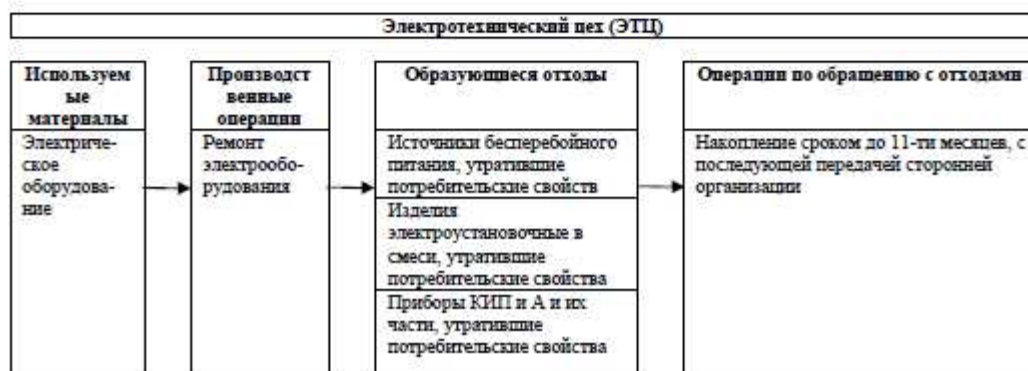 Электротехнический цех (ЭТЦ)
Используем
ые
материалы
Производст
венные
операции
Образующиеся отходы
Операции по обращению с отходами
Электриче-
ское
оборудова-
ние
Ремонт
электрообо-
рудования
Источники бесперебойного
питания, утратившие
потребительские свойств
Изделия
электроустановочные в
смеси, утратившие
потребительские свойства
Приборы КИП и А и их
части, утратившие
потребительские свойства
Накопление сроком до 11-ти месяцев, с
последующей передачей сторонней
организации